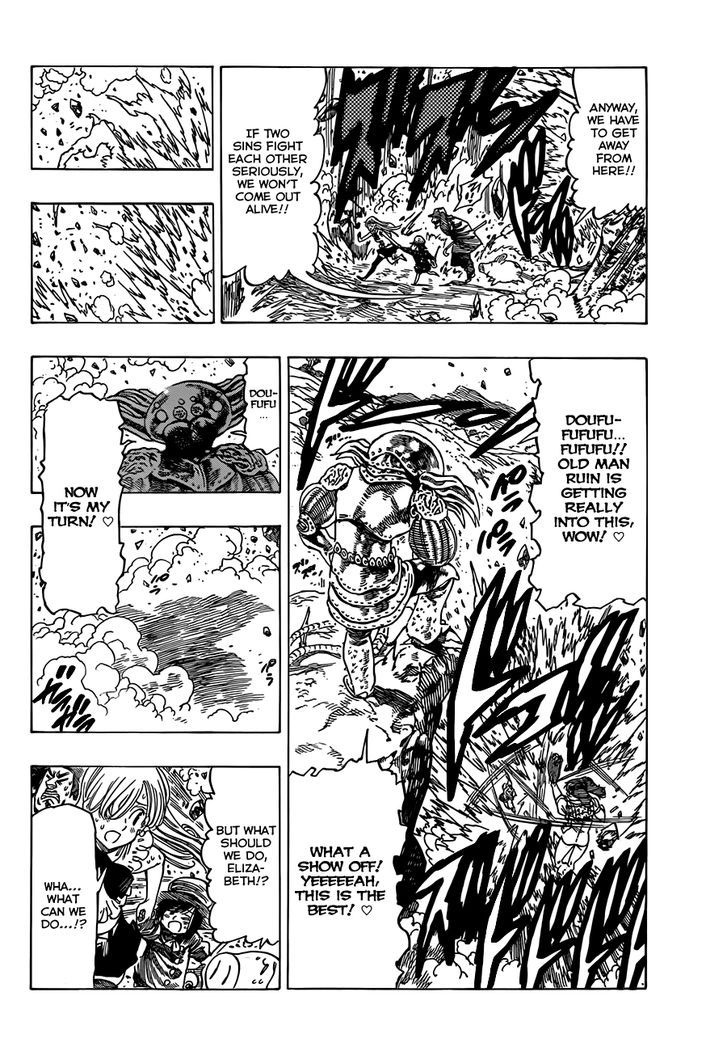 ANYWAY,
WE HAVE
TO GET
AWAY
FROM
HERE!!
IF TWO
SINS FIGHT
EACH OTHER
SERIOUSLY,
WE WON'T
COME OUT
ALIVE!!
DOUFU-
FUFUFU...
FUFUFU!!
OLD MAN
RUIN IS
GETTING
REALLY
INTO THIS,
WOW! ♡
WHAT A
SHOW OFF!
YEEEEEAH,
THIS IS THE
BEST! ♡
DOU-
FUFU
...
NOW
IT'S MY
TURN! ♡
BUT WHAT
SHOULD
WE DO,
ELIZA-
BETH!?
WHA...
WHAT
CAN WE
DO...!?